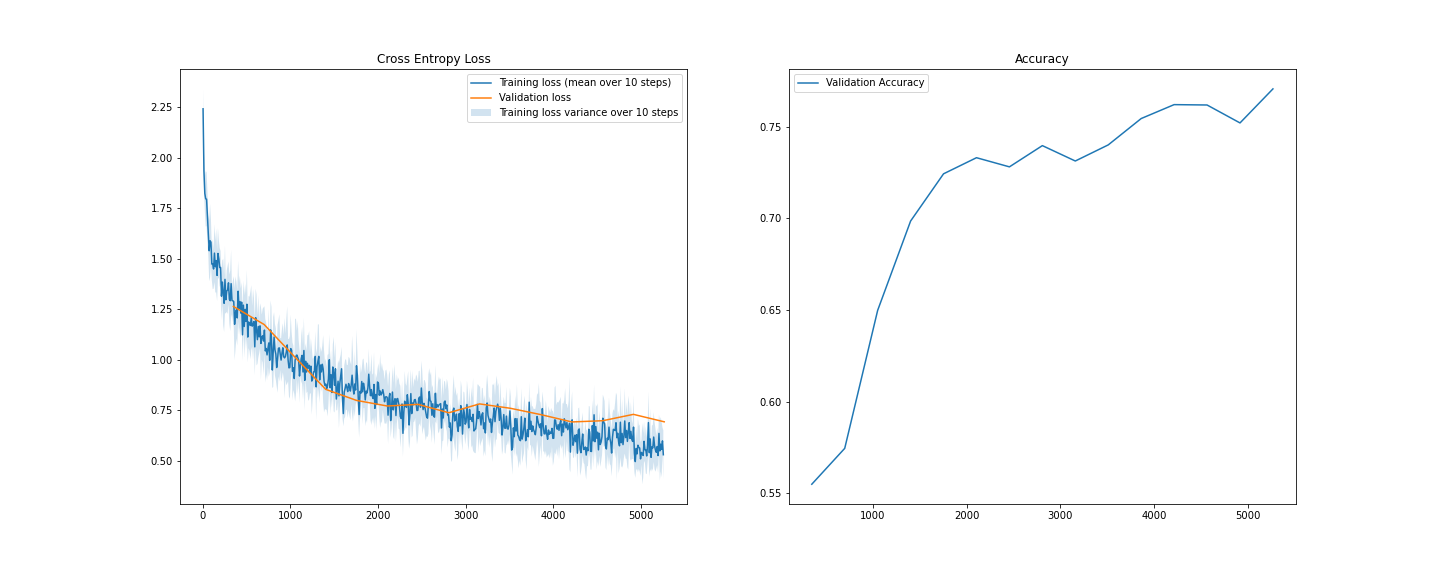 Cross Entropy Loss
Training loss (mean over 10 steps)
Validation loss
Training loss variance over 10 steps
2.25
2.00
1.75
1.50
1.25
1.00
0.75
0.50
0 1000 2000 3000 4000 5000
Accuracy
Validation Accuracy
0.75
0.70
0.65
0.60
0.55
1000 2000 3000 4000 5000